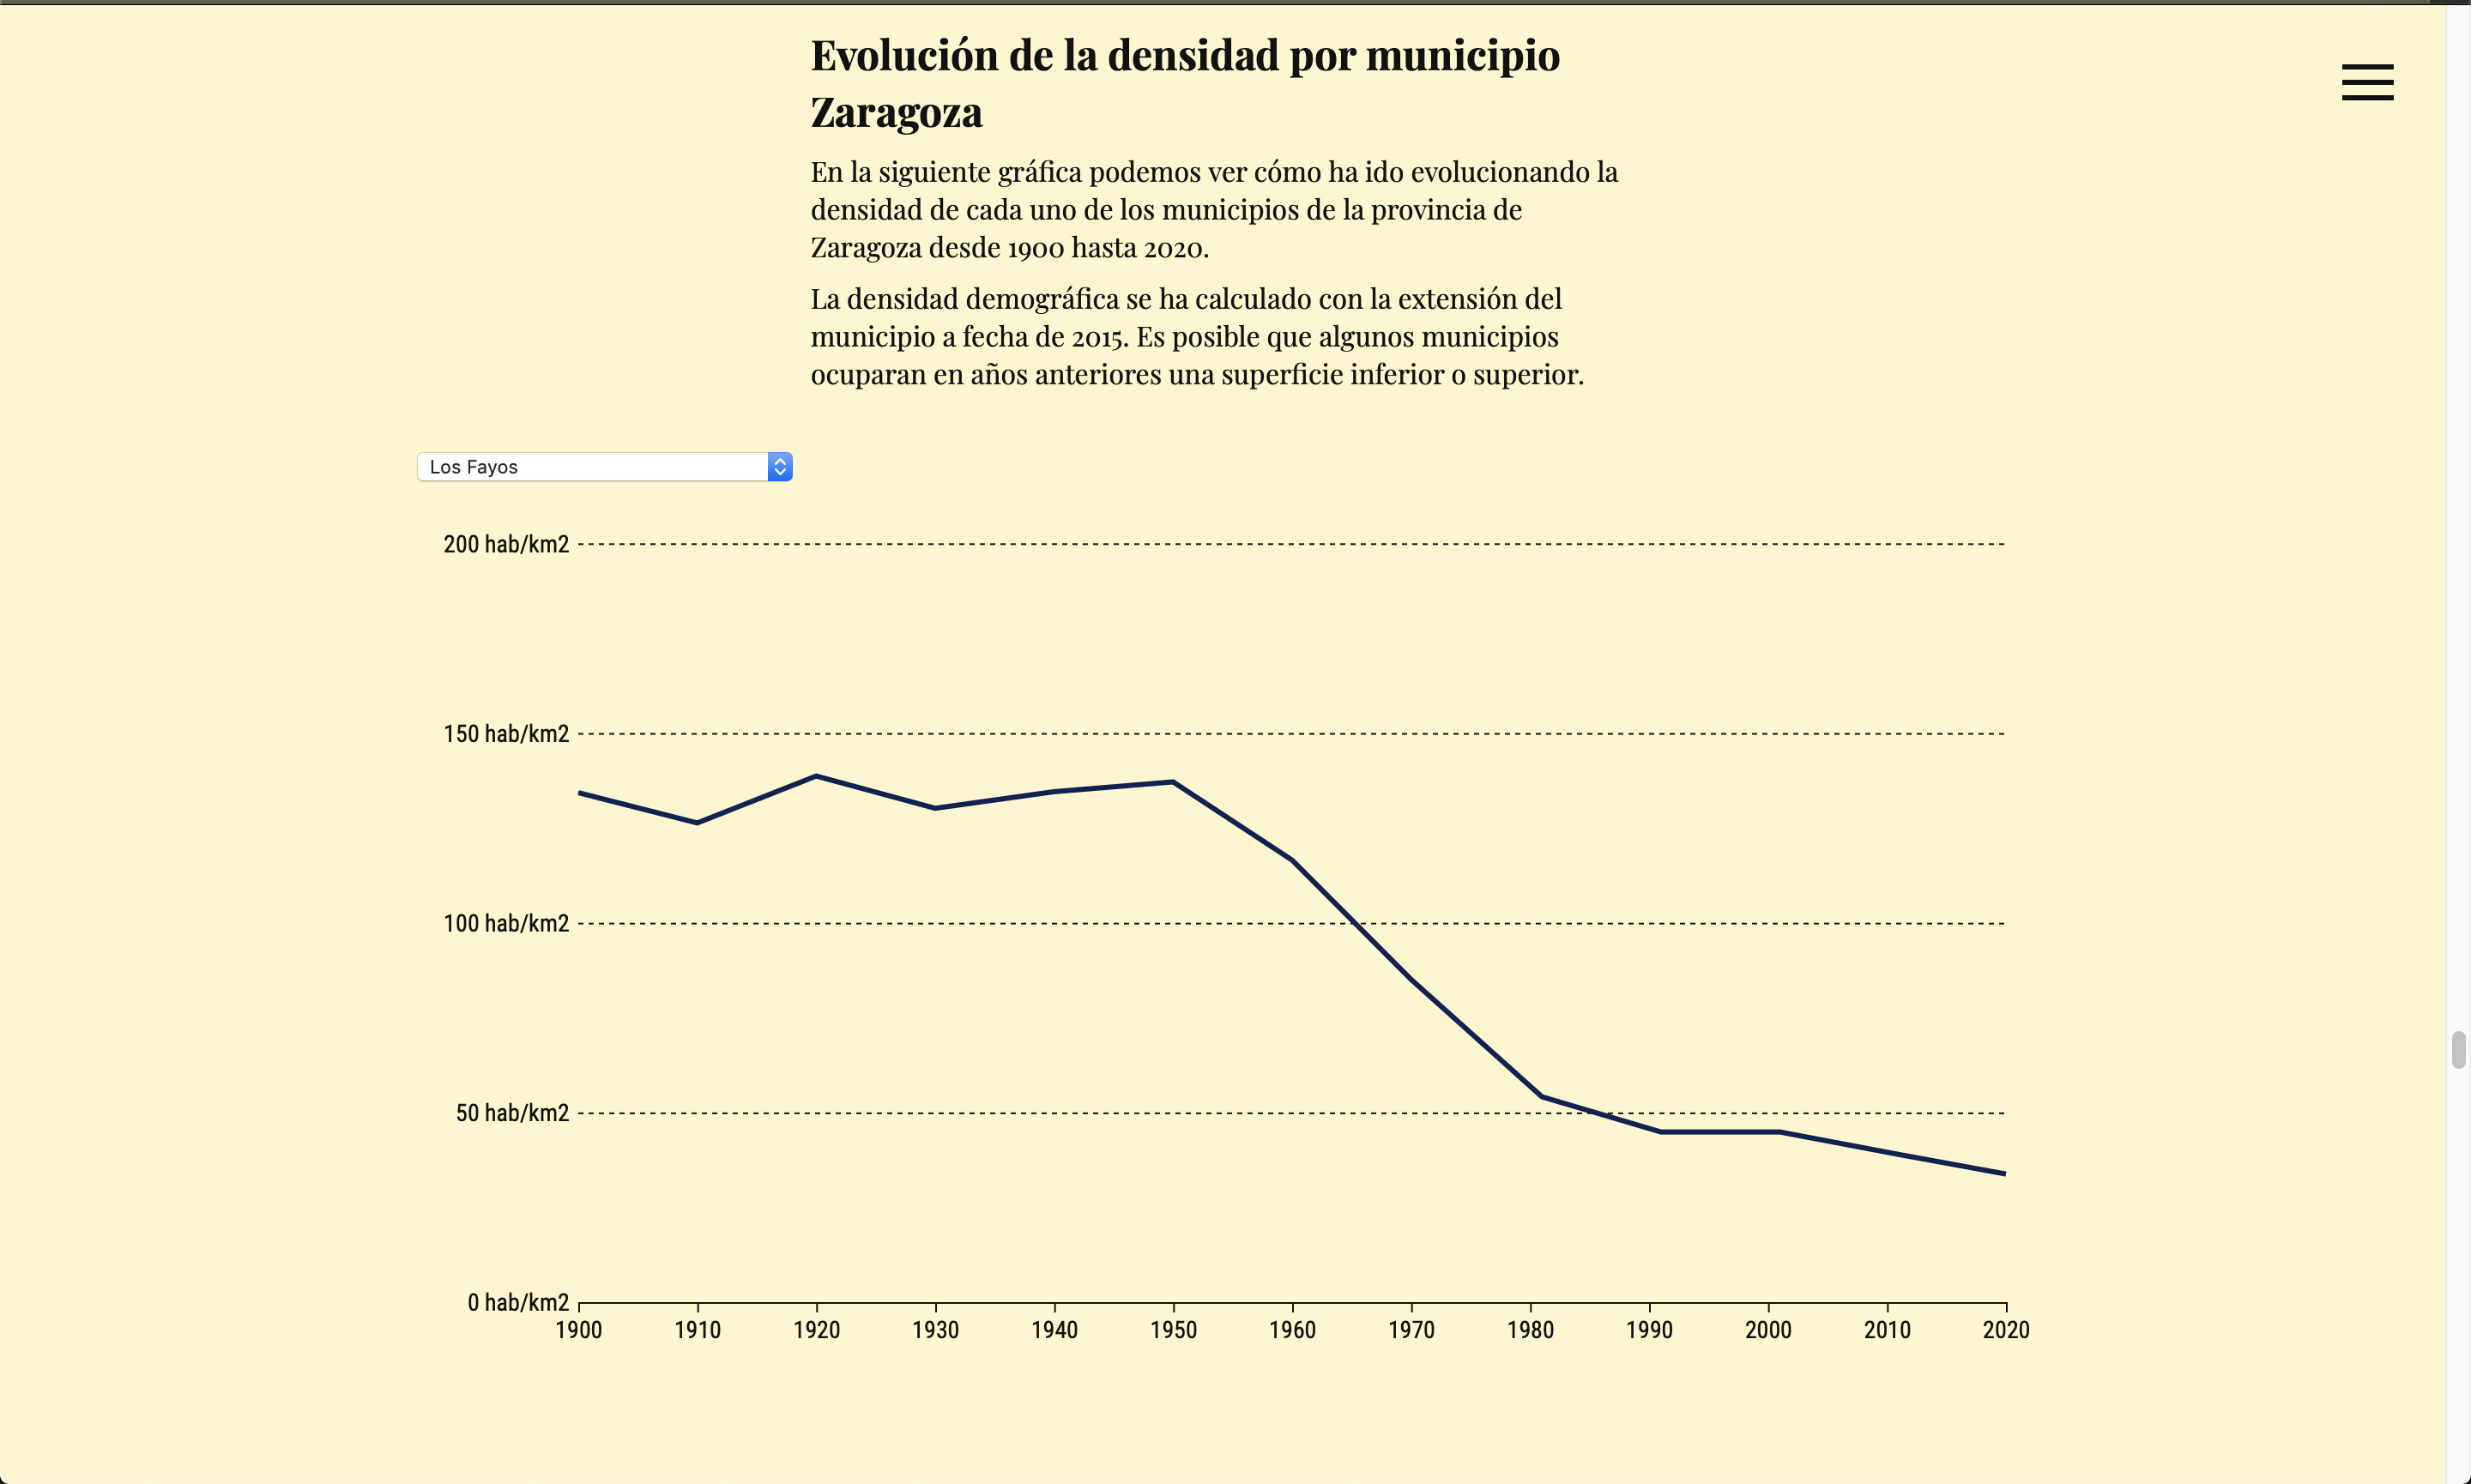 Evolución de la densidad por municipio
Zaragoza
En la siguiente gráfica podemos ver cómo ha ido evolucionando la
densidad de cada uno de los municipios de la provincia de
Zaragoza desde 1900 hasta 2020.
La densidad demográfica se ha calculado con la extensión del
municipio a fecha de 2015. Es posible que algunos municipios
ocuparan en años anteriores una superficie inferior o superior.
Los Fayos
200 hab/km2
150 hab/km2
100 hab/km2
50 hab/km2
0 hab/km2
1900 1910 1920 1930 1940 1950 1960 1970 1980 1990 2000 2010 2020